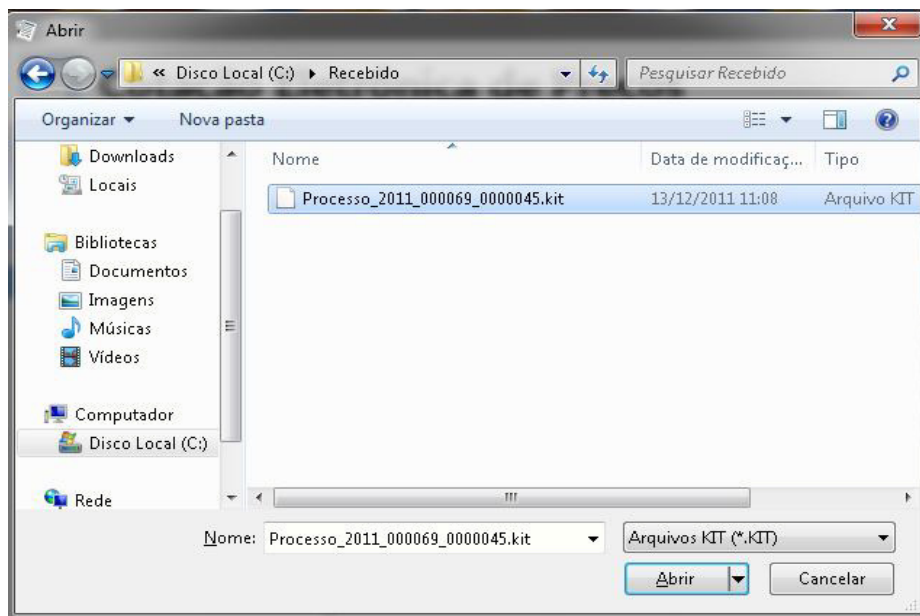 Abrir
« Disco Local (C:) ▸ Recebido
Pesquisar Recebido
Organizar
Nova pasta
Downloads
Locais
Bibliotecas
Documentos
Imagens
Músicas
Vídeos
Computador
Disco Local (C:)
Rede
Nome Data de modificaç... Tipo
Processo_2011_000069_0000045.kit 13/12/2011 11:08 Arquivo KIT
Nome: Processo_2011_000069_0000045.kit
Arquivos KIT (*.KIT)
Abrir
Cancelar